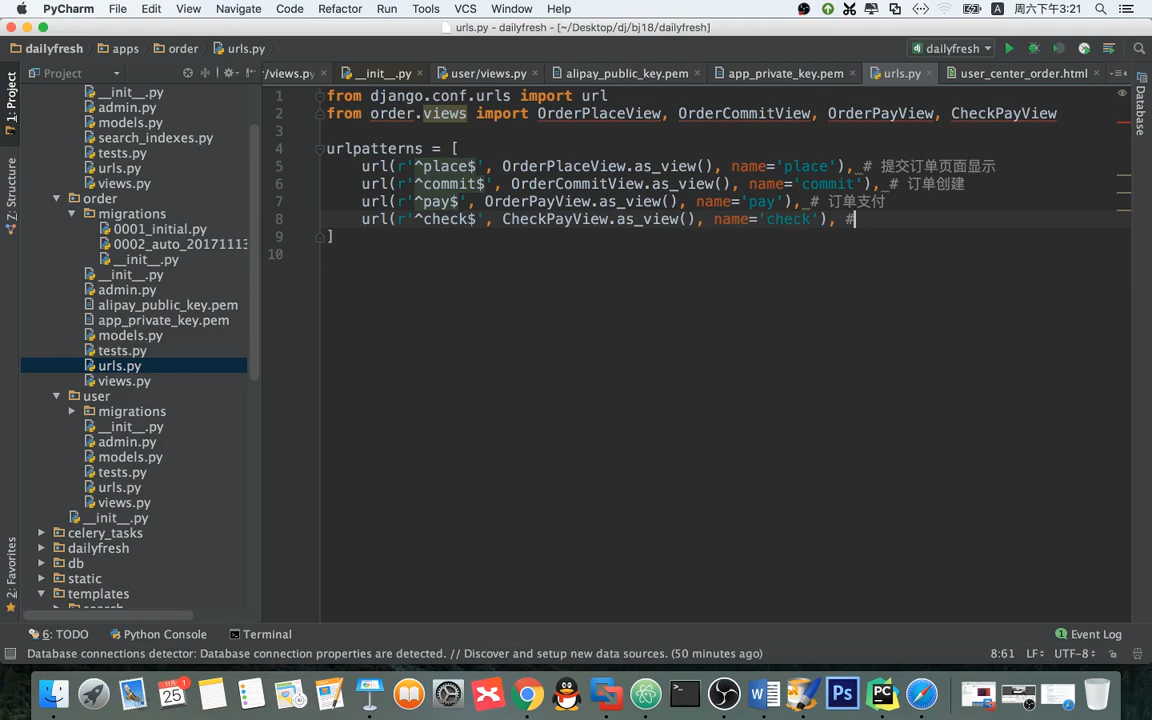 PyCharm File Edit View Navigate Code Refactor Run Tools VCS Window Help 周六下午3:21
urls.py - dailyfresh - [~/Desktop/dj/bj18/dailyfresh]
dailyfresh apps order urls.py dailyfresh
Project
/views.py __init__.py user/views.py alipay_public_key.pem app_private_key.pem urls.py user_center_order.html
1: Project
Z: Structure
2: Favorites
Database
__init__.py
admin.py
models.py
search_indexes.py
tests.py
urls.py
views.py
order
migrations
0001_initial.py
0002_auto_20171113
__init__.py
__init__.py
admin.py
alipay_public_key.pem
app_private_key.pem
models.py
tests.py
urls.py
views.py
user
migrations
__init__.py
admin.py
models.py
tests.py
urls.py
views.py
__init__.py
celery_tasks
dailyfresh
db
static
templates
1 from django.conf.urls import url
2 from order.views import OrderPlaceView, OrderCommitView, OrderPayView, CheckPayView
3
4 urlpatterns = [
5 url(r'^place$', OrderPlaceView.as_view(), name='place'), # 提交订单页面显示
6 url(r'^commit$', OrderCommitView.as_view(), name='commit'), # 订单创建
7 url(r'^pay$', OrderPayView.as_view(), name='pay'), # 订单支付
8 url(r'^check$', CheckPayView.as_view(), name='check'), #
9 ]
10
6: TODO Python Console Terminal 1 Event Log
Database connections detector: Database connection properties are detected. // Discover and setup new data sources. (50 minutes ago) 8:61 LF UTF-8